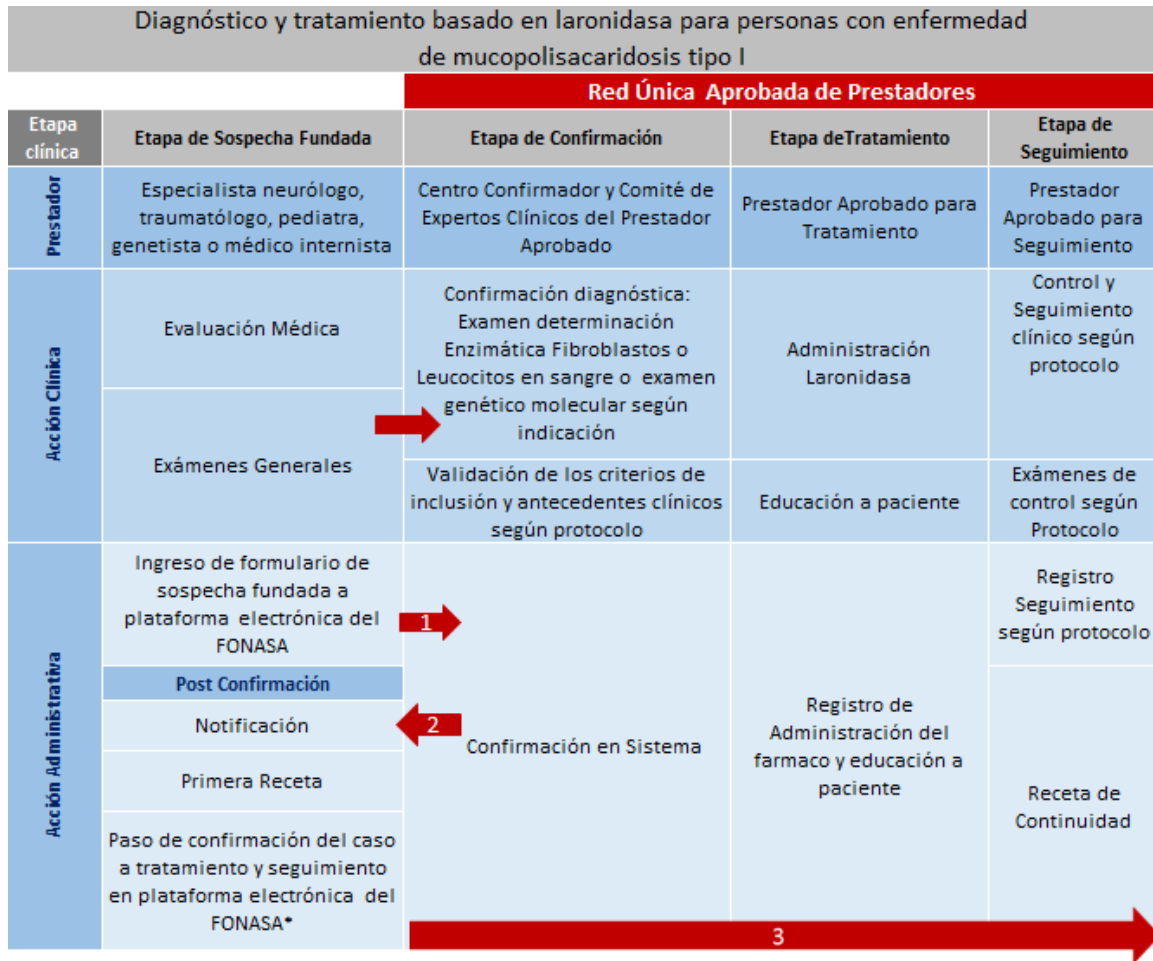 Diagnóstico y tratamiento basado en laronidasa para personas con enfermedad
de mucopolisacaridosis tipo I
Red Única Aprobada de Prestadores
Etapa
clínica
Etapa de Sospecha Fundada
Etapa de Confirmación
Etapa deTratamiento
Etapa de
Seguimiento
Prestador
Especialista neurólogo,
traumatólogo, pediatra,
genetista o médico internista
Centro Confirmador y Comité de
Expertos Clínicos del Prestador
Aprobado
Prestador Aprobado para
Tratamiento
Prestador
Aprobado para
Seguimiento
Acción Clínica
Evaluación Médica
Exámenes Generales
Confirmación diagnóstica:
Examen determinación
Enzimática Fibroblastos o
Leucocitos en sangre o examen
genético molecular según
indicación
Validación de los criterios de
inclusión y antecedentes clínicos
según protocolo
Administración
Laronidasa
Educación a paciente
Control y
Seguimiento
clínico según
protocolo
Exámenes de
control según
Protocolo
Acción Administrativa
Ingreso de formulario de
sospecha fundada a
plataforma electrónica del
FONASA
1
Post Confirmación
Notificación
2
Primera Receta
Paso de confirmación del caso
a tratamiento y seguimiento
en plataforma electrónica del
FONASA*
Confirmación en Sistema
Registro de
Administración del
farmaco y educación a
paciente
Registro
Seguimiento
según protocolo
Receta de
Continuidad
3